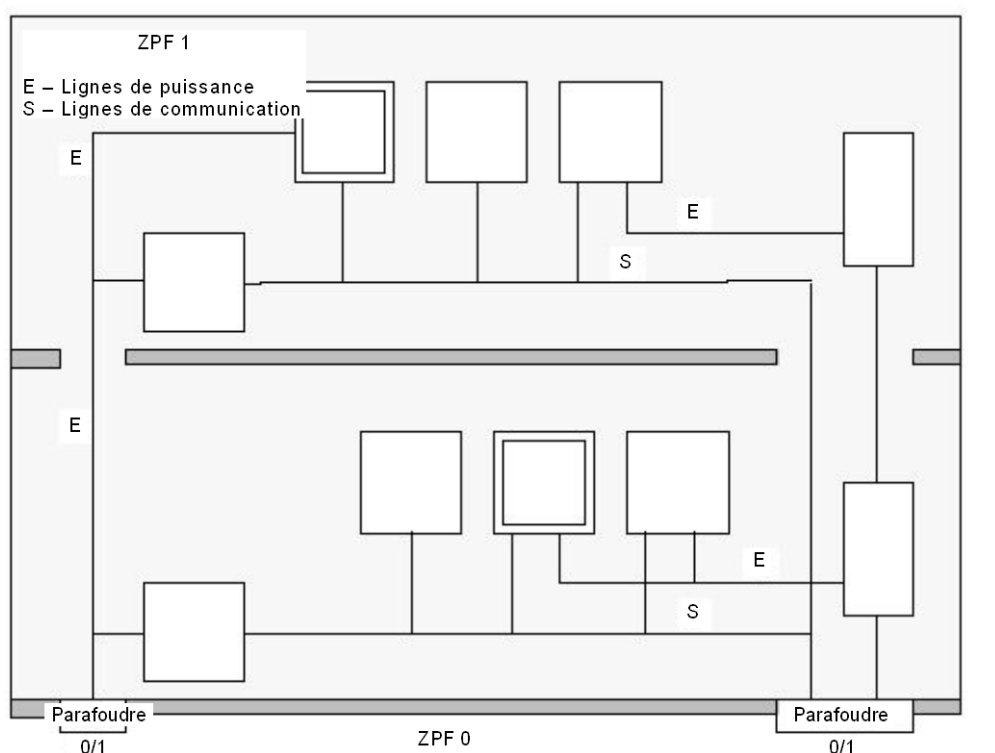 ZPF 1
E – Lignes de puissance
S – Lignes de communication
E
E
S
E
E
S
Parafoudre
0/1
ZPF 0
Parafoudre
0/1